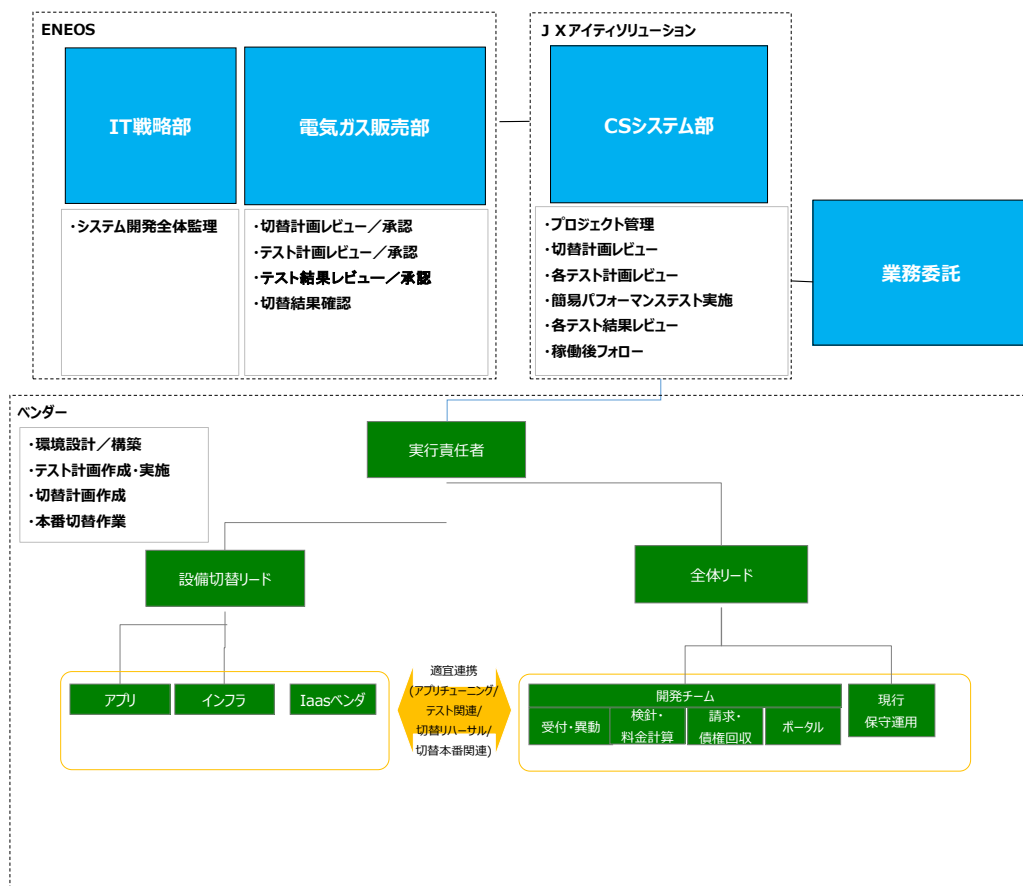 ENEOS
IT戦略部
電気ガス販売部
・システム開発全体監理
・切替計画レビュー／承認
・テスト計画レビュー／承認
・テスト結果レビュー／承認
・切替結果確認
ＪＸアイティソリューション
CSシステム部
・プロジェクト管理
・切替計画レビュー
・各テスト計画レビュー
・簡易パフォーマンステスト実施
・各テスト結果レビュー
・稼働後フォロー
業務委託
ベンダー
・環境設計／構築
・テスト計画作成・実施
・切替計画作成
・本番切替作業
実行責任者
設備切替リード
全体リード
アプリ
インフラ
Iaasベンダ
適宜連携
(アプリチューニング/
テスト関連/
切替リハーサル/
切替本番関連)
開発チーム
受付・異動
検針・
料金計算
請求・
債権回収
ポータル
現行
保守運用